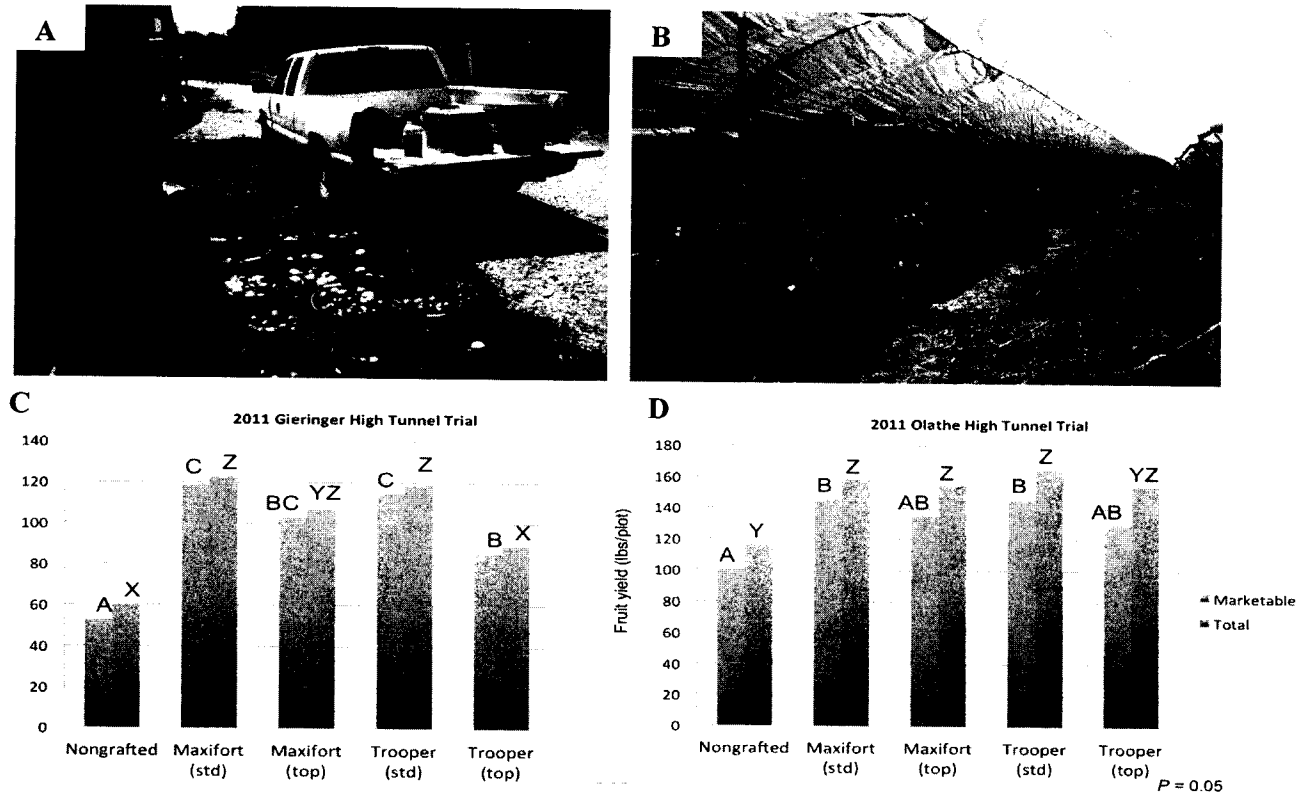 A
B
C
2011 Gieringer High Tunnel Trial
140
120
100
80
60
40
20
0
A X
C Z
BC YZ
C Z
B X
Nongrafted
Maxifort
(std)
Maxifort
(top)
Trooper
(std)
Trooper
(top)
D
2011 Olathe High Tunnel Trial
Fruit yield (lbs/plot)
180
160
140
120
100
80
60
40
20
0
A Y
B Z
AB Z
B Z
AB YZ
Nongrafted
Maxifort
(std)
Maxifort
(top)
Trooper
(std)
Trooper
(top)
Marketable
Total
P = 0.05